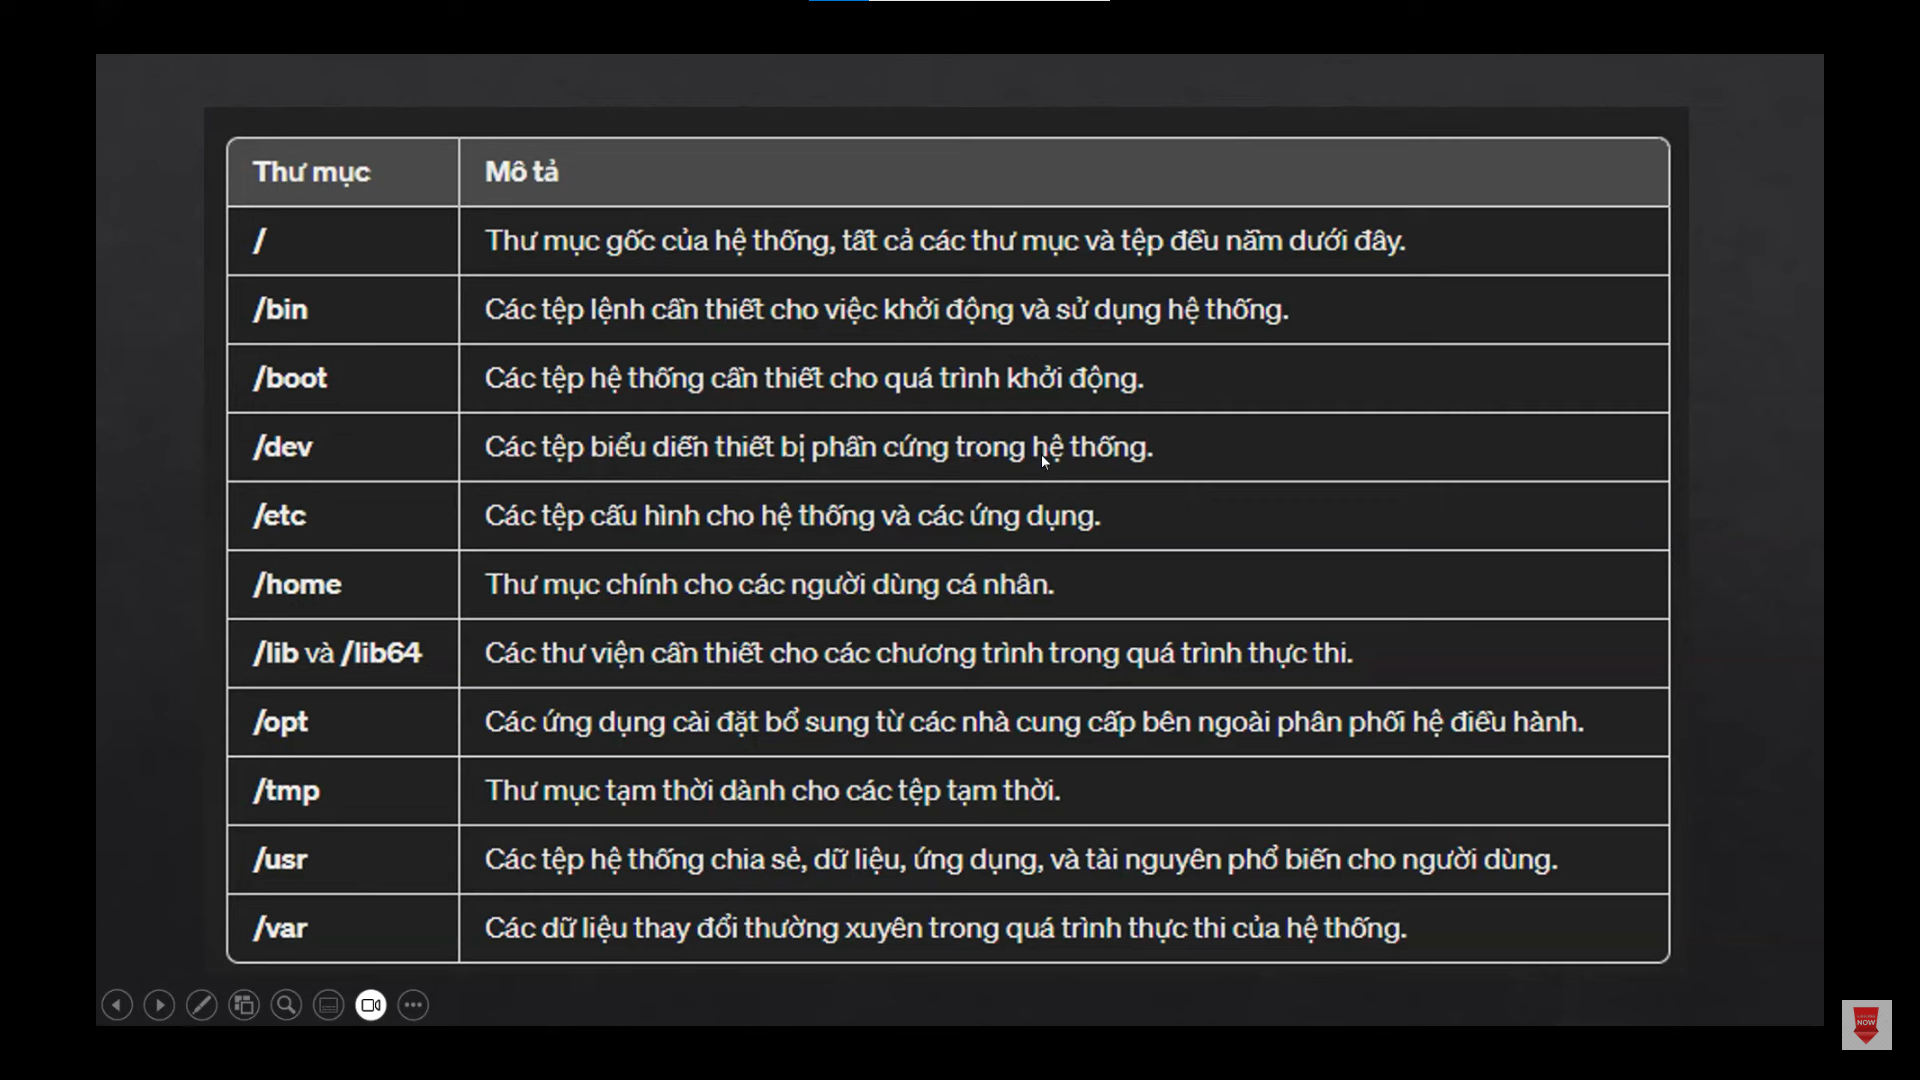 Thư mục Mô tả
/ Thư mục gốc của hệ thống, tất cả các thư mục và tệp đều nằm dưới đây.
/bin Các tệp lệnh cần thiết cho việc khởi động và sử dụng hệ thống.
/boot Các tệp hệ thống cần thiết cho quá trình khởi động.
/dev Các tệp biểu diễn thiết bị phần cứng trong hệ thống.
/etc Các tệp cấu hình cho hệ thống và các ứng dụng.
/home Thư mục chính cho các người dùng cá nhân.
/lib và /lib64 Các thư viện cần thiết cho các chương trình trong quá trình thực thi.
/opt Các ứng dụng cài đặt bổ sung từ các nhà cung cấp bên ngoài phân phối hệ điều hành.
/tmp Thư mục tạm thời dành cho các tệp tạm thời.
/usr Các tệp hệ thống chia sẻ, dữ liệu, ứng dụng, và tài nguyên phổ biến cho người dùng.
/var Các dữ liệu thay đổi thường xuyên trong quá trình thực thi của hệ thống.
NOW